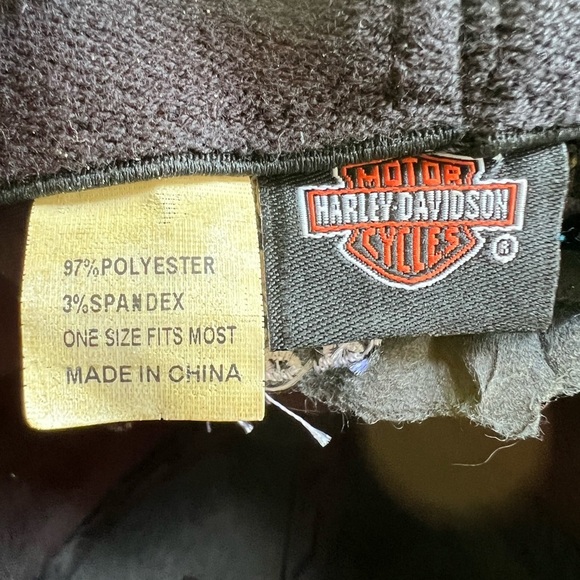 97%POLYESTER
3%SPANDEX
ONE SIZE FITS MOST
MADE IN CHINA
MOTOR
HARLEY-DAVIDSON
CYCLES
®